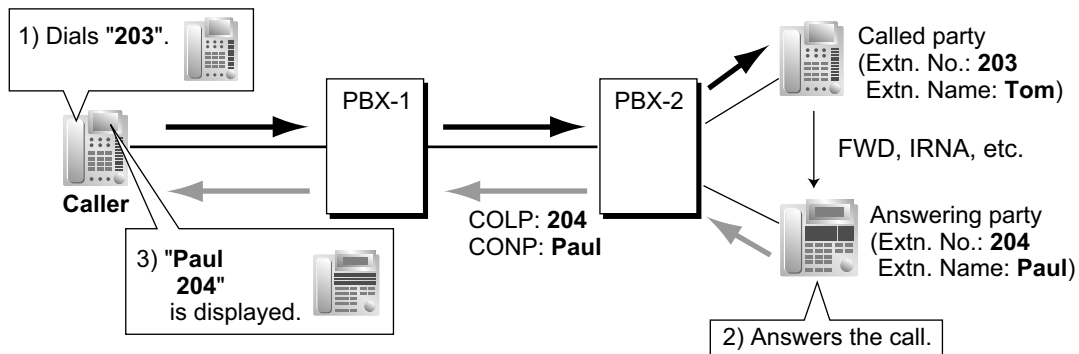 1) Dials "203".
PBX-1
PBX-2
Called party
(Extn. No.: 203
Extn. Name: Tom)
FWD, IRNA, etc.
Caller
COLP: 204
CONP: Paul
Answering party
(Extn. No.: 204
Extn. Name: Paul)
3) "Paul
204"
is displayed.
2) Answers the call.